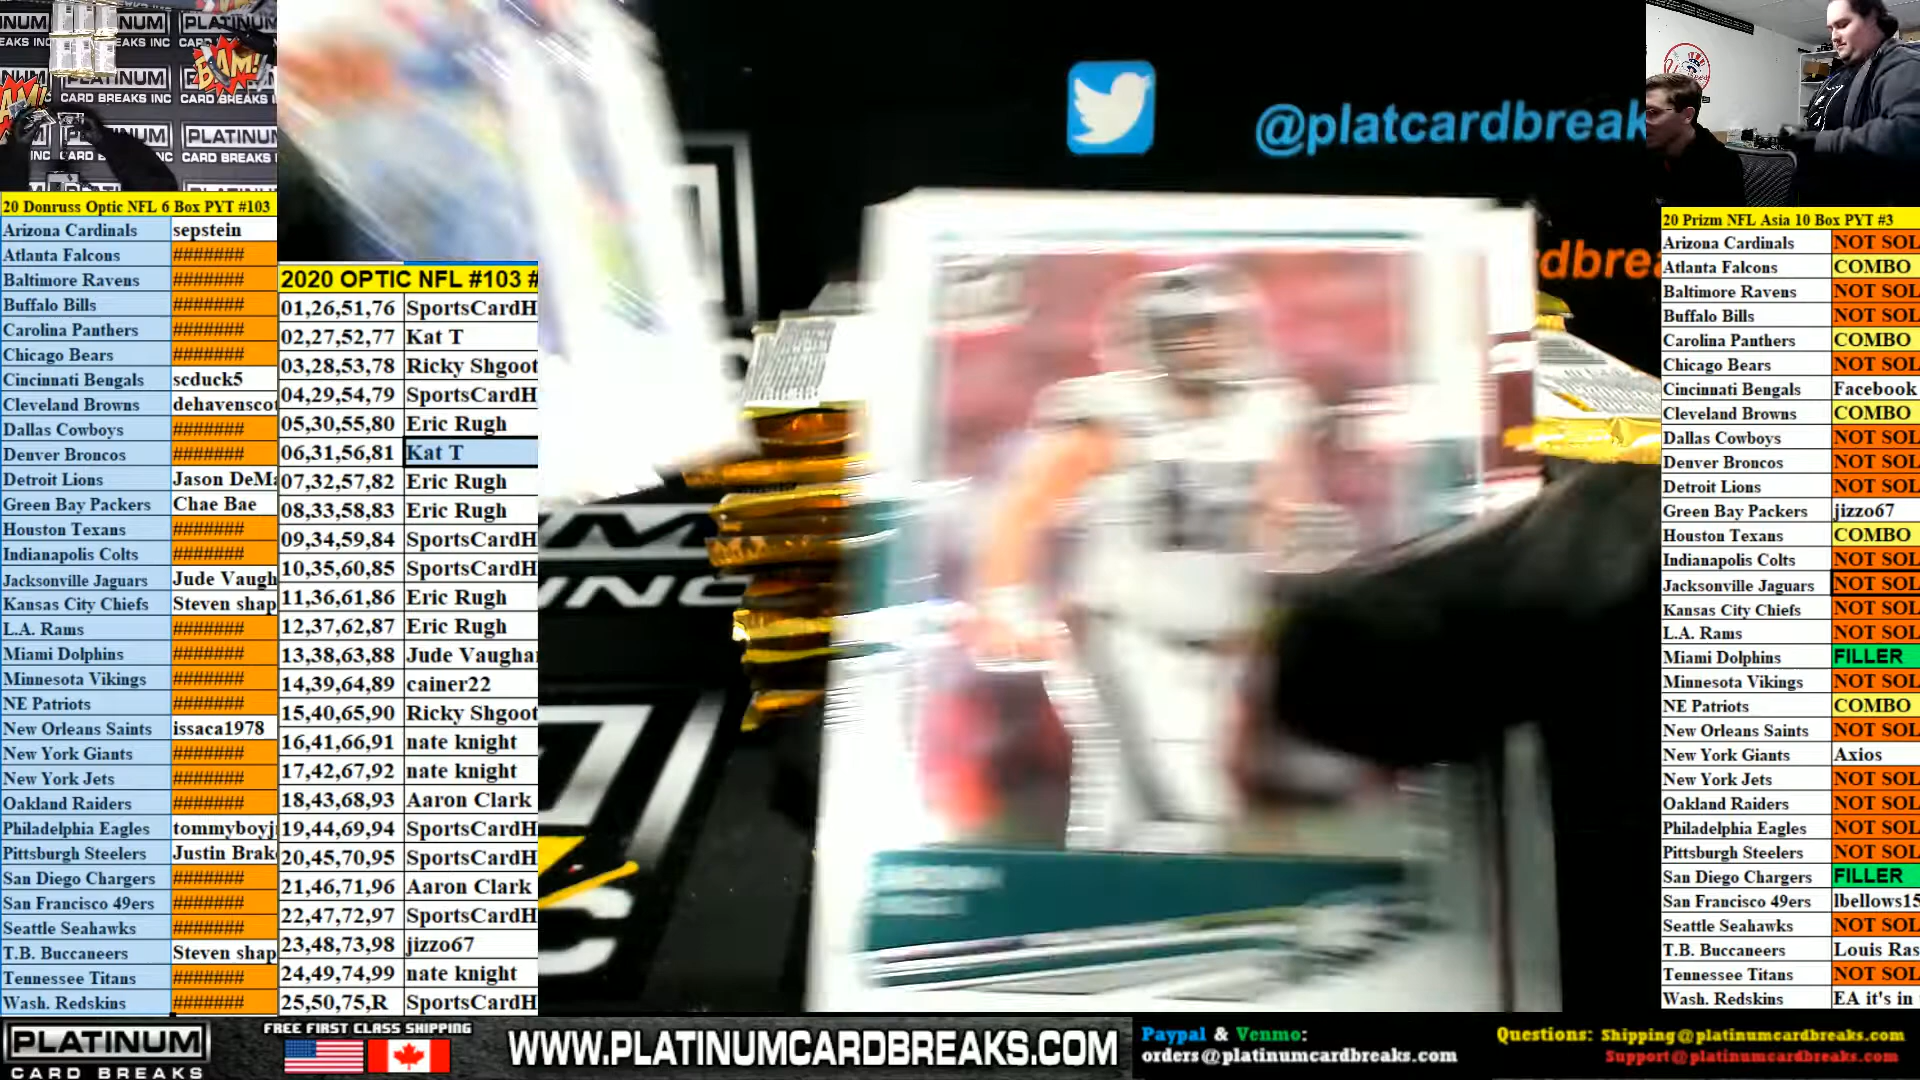 PLATINUM
CARD BREAKS INC
BAM!
@platcardbreak
dbrea
20 Donruss Optic NFL 6 Box PYT #103
Arizona Cardinals sepstein
Atlanta Falcons #######
Baltimore Ravens #######
Buffalo Bills #######
Carolina Panthers #######
Chicago Bears #######
Cincinnati Bengals scduck5
Cleveland Browns dehavenscot
Dallas Cowboys #######
Denver Broncos #######
Detroit Lions Jason DeMa
Green Bay Packers Chae Bae
Houston Texans #######
Indianapolis Colts #######
Jacksonville Jaguars Jude Vaugh
Kansas City Chiefs Steven shap
L.A. Rams #######
Miami Dolphins #######
Minnesota Vikings #######
NE Patriots #######
New Orleans Saints issaca1978
New York Giants #######
New York Jets #######
Oakland Raiders #######
Philadelphia Eagles tommyboyj
Pittsburgh Steelers Justin Brak
San Diego Chargers #######
San Francisco 49ers #######
Seattle Seahawks #######
T.B. Buccaneers Steven shap
Tennessee Titans #######
Wash. Redskins #######
2020 OPTIC NFL #103 #
01,26,51,76 SportsCardH
02,27,52,77 Kat T
03,28,53,78 Ricky Shgoot
04,29,54,79 SportsCardH
05,30,55,80 Eric Rugh
06,31,56,81 Kat T
07,32,57,82 Eric Rugh
08,33,58,83 Eric Rugh
09,34,59,84 SportsCardH
10,35,60,85 SportsCardH
11,36,61,86 Eric Rugh
12,37,62,87 Eric Rugh
13,38,63,88 Jude Vaughan
14,39,64,89 cainer22
15,40,65,90 Ricky Shgoot
16,41,66,91 nate knight
17,42,67,92 nate knight
18,43,68,93 Aaron Clark
19,44,69,94 SportsCardH
20,45,70,95 SportsCardH
21,46,71,96 Aaron Clark
22,47,72,97 SportsCardH
23,48,73,98 jizzo67
24,49,74,99 nate knight
25,50,75,R SportsCardH
20 Prizm NFL Asia 10 Box PYT #3
Arizona Cardinals NOT SOL
Atlanta Falcons COMBO
Baltimore Ravens NOT SOL
Buffalo Bills NOT SOL
Carolina Panthers COMBO
Chicago Bears NOT SOL
Cincinnati Bengals Facebook
Cleveland Browns COMBO
Dallas Cowboys NOT SOL
Denver Broncos NOT SOL
Detroit Lions NOT SOL
Green Bay Packers jizzo67
Houston Texans COMBO
Indianapolis Colts NOT SOL
Jacksonville Jaguars NOT SOL
Kansas City Chiefs NOT SOL
L.A. Rams NOT SOL
Miami Dolphins FILLER
Minnesota Vikings NOT SOL
NE Patriots COMBO
New Orleans Saints NOT SOL
New York Giants Axios
New York Jets NOT SOL
Oakland Raiders NOT SOL
Philadelphia Eagles NOT SOL
Pittsburgh Steelers NOT SOL
San Diego Chargers FILLER
San Francisco 49ers lbellows15
Seattle Seahawks NOT SOL
T.B. Buccaneers Louis Ras
Tennessee Titans NOT SOL
Wash. Redskins EA it's in
PLATINUM
CARD BREAKS
FREE FIRST CLASS SHIPPING
WWW.PLATINUMCARDBREAKS.COM
Paypal & Venmo:
orders@platinumcardbreaks.com
Questions: Shipping@platinumcardbreaks.com
Support@platinumcardbreaks.com